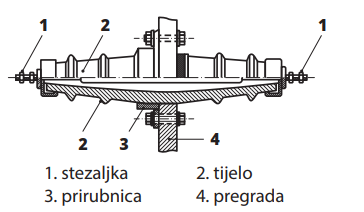 1 2 1
2 3 4
1. stezaljka 2. tijelo
3. prirubnica 4. pregrada